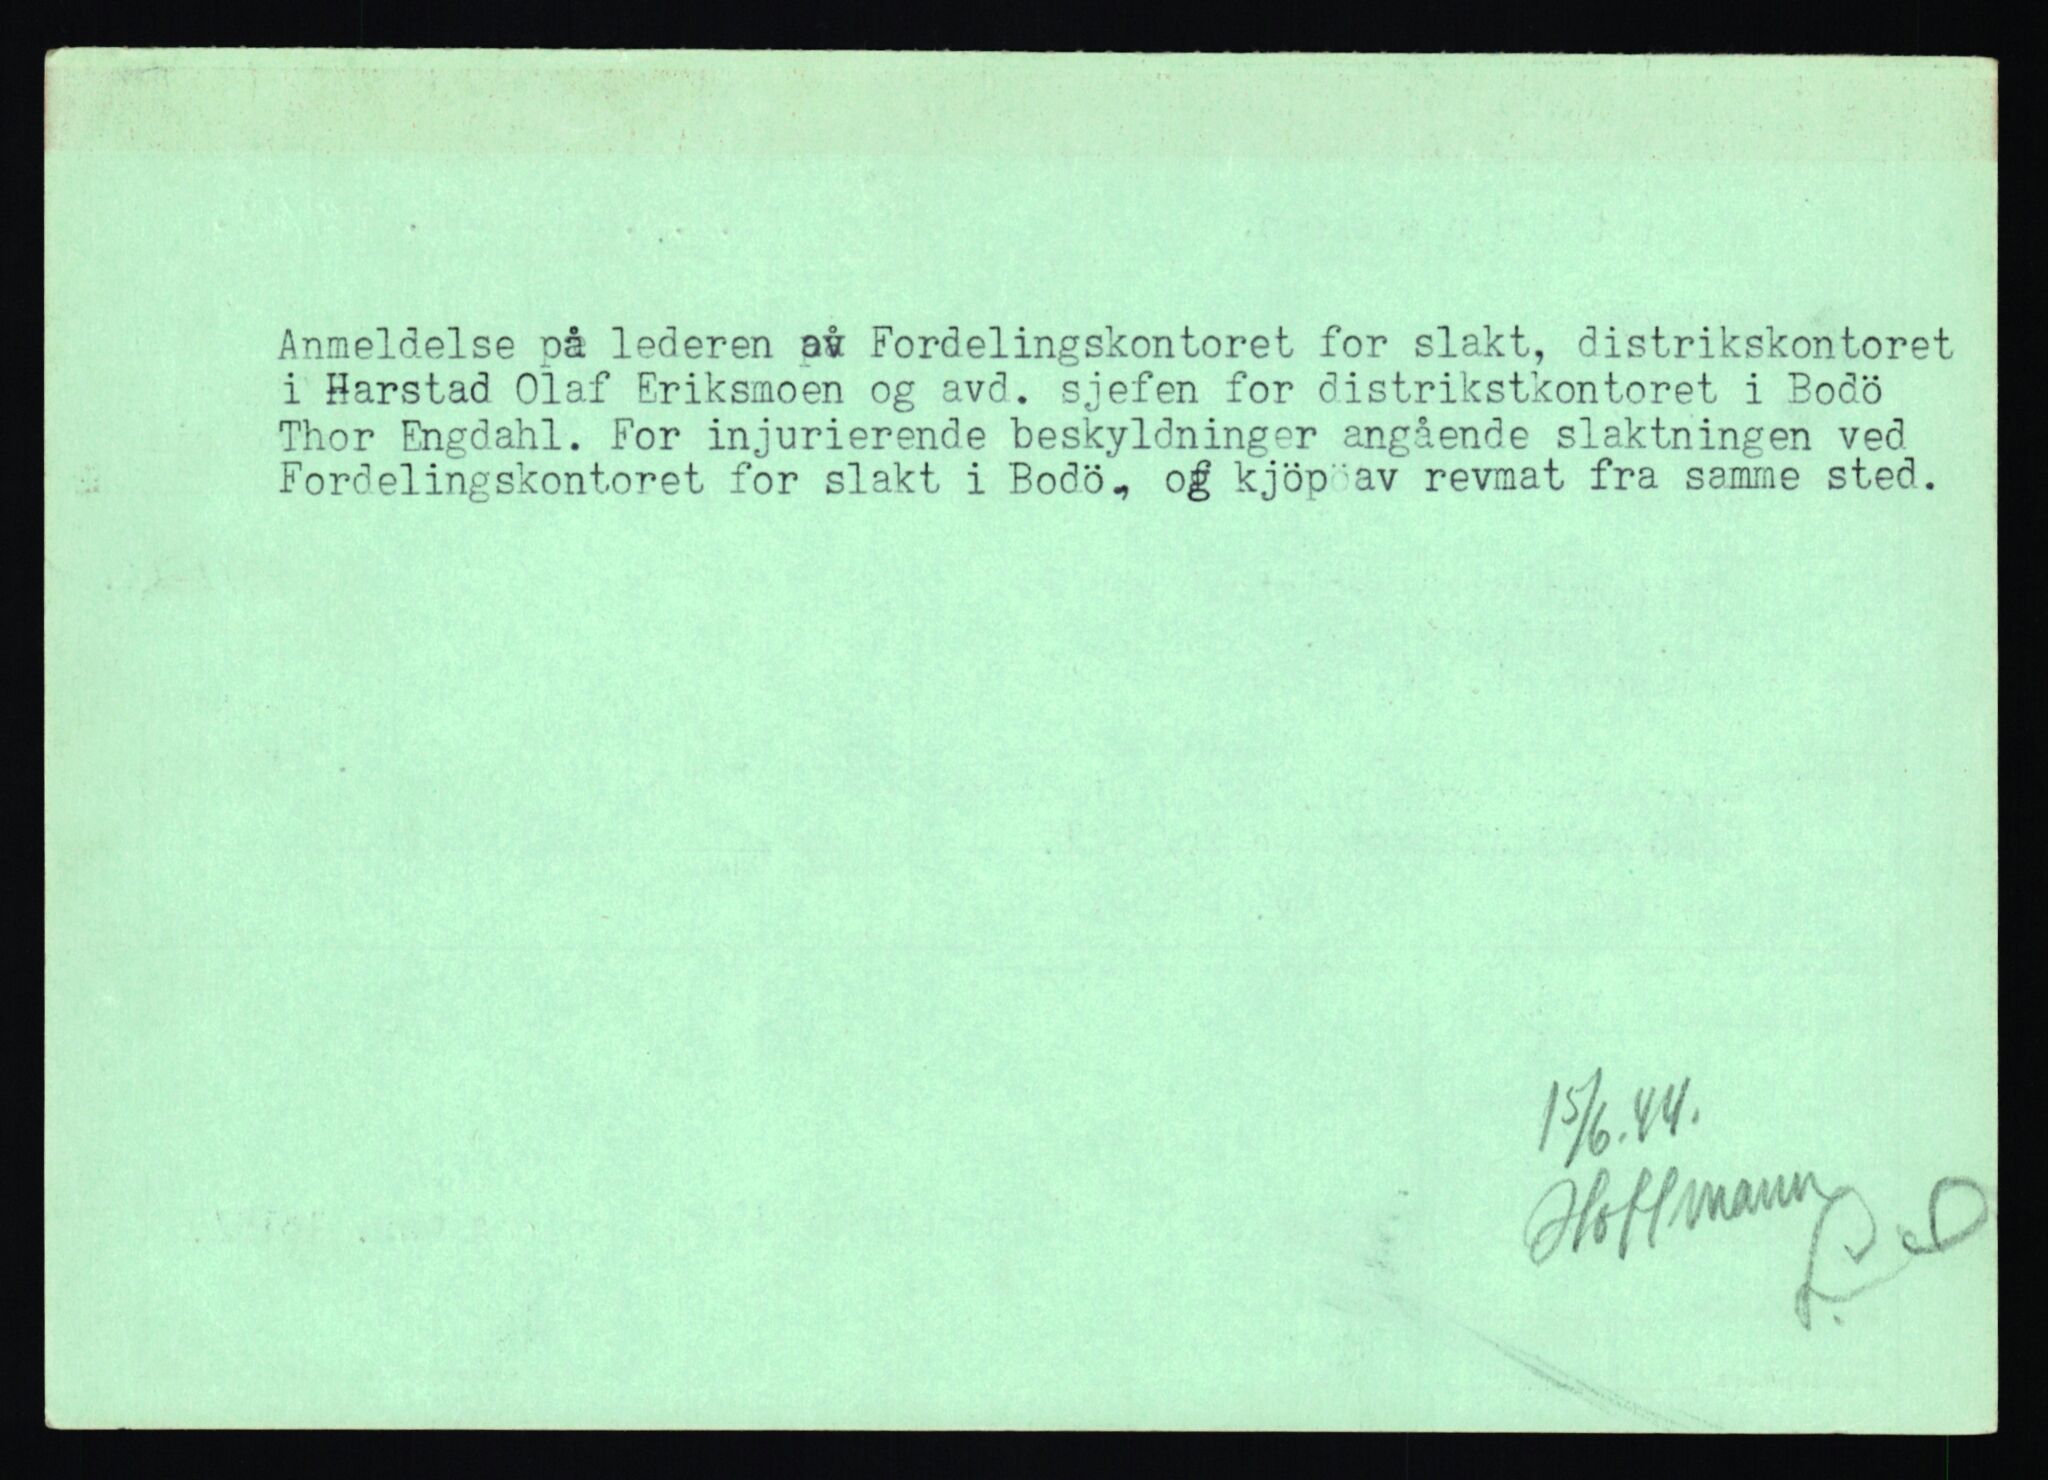 Anmeldelse på lederen av Fordelingskontoret for slakt, distrikskontoret
i Harstad Olaf Eriksmoen og avd. sjefen for distrikstkontoret i Bodö
Thor Engdahl. For injurierende beskyldninger angående slaktningen ved
Fordelingskontoret for slakt i Bodö, og kjöp av revmat fra samme sted.
15/6.44.
Hoffmann